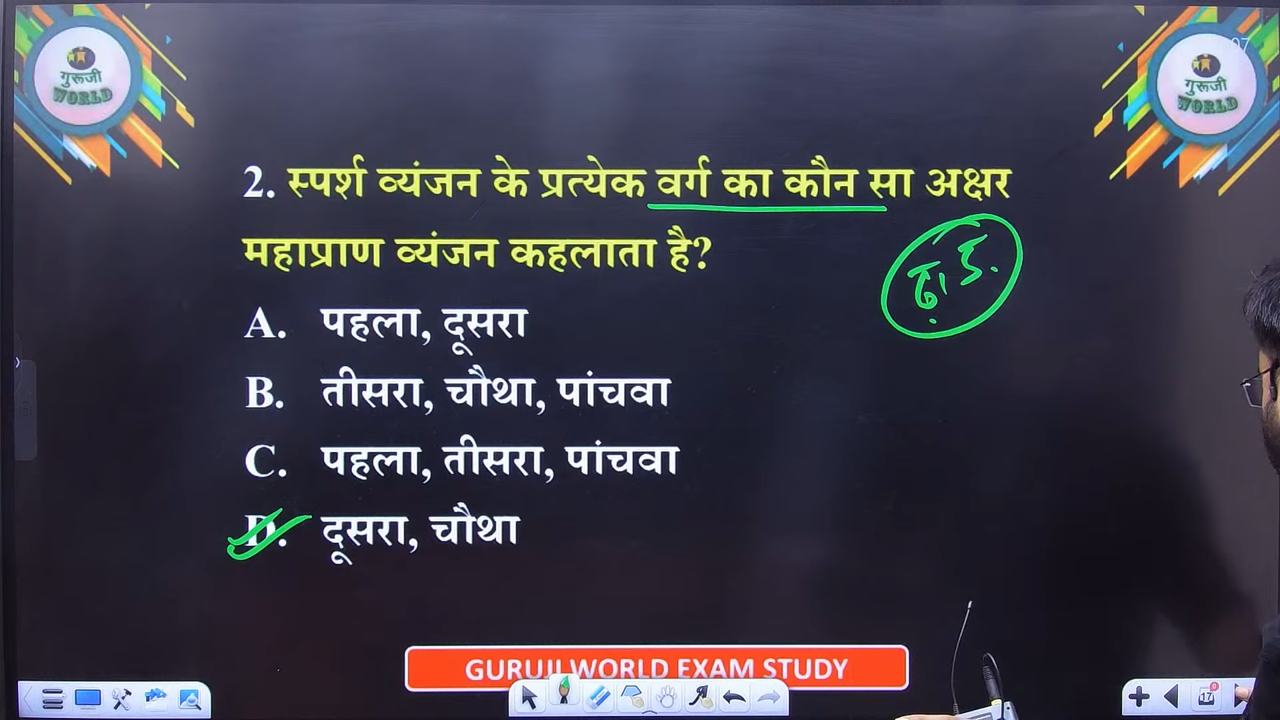 गुरूजी
WORLD
गुरूजी
WORLD
2. स्पर्श व्यंजन के प्रत्येक वर्ग का कौन सा अक्षर
महाप्राण व्यंजन कहलाता है?
A. पहला, दूसरा
B. तीसरा, चौथा, पांचवा
C. पहला, तीसरा, पांचवा
D. दूसरा, चौथा
GURUJI WORLD EXAM STUDY